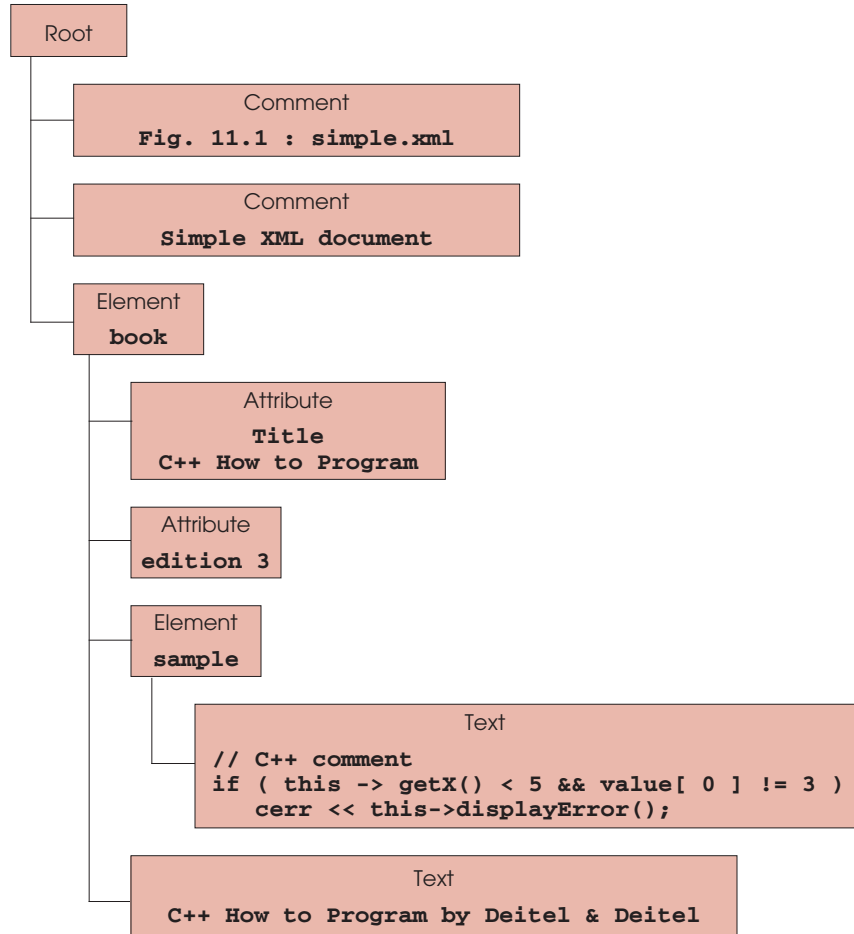 Root
Comment
Fig. 11.1 : simple.xml
Comment
Simple XML document
Element
book
Attribute
Title
C++ How to Program
Attribute
edition 3
Element
sample
Text
// C++ comment
if ( this -> getX() < 5 && value[ 0 ] != 3 )
   cerr << this->displayError();
Text
C++ How to Program by Deitel & Deitel